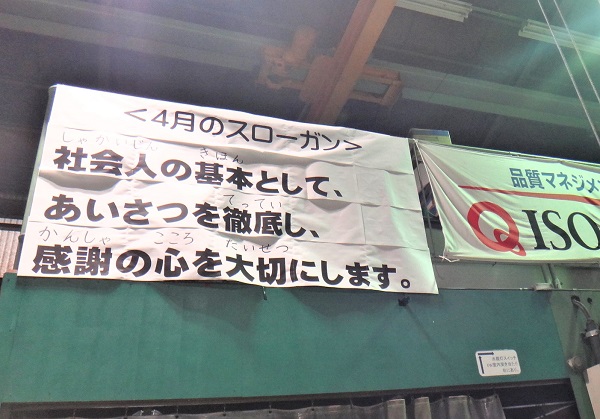 ＜4月のスローガン＞
しゃかいじん きほん
社会人の基本として、
てってい
あいさつを徹底し、
かんしゃ こころ たいせつ
感謝の心を大切にします。
品質マネジメン
ISO